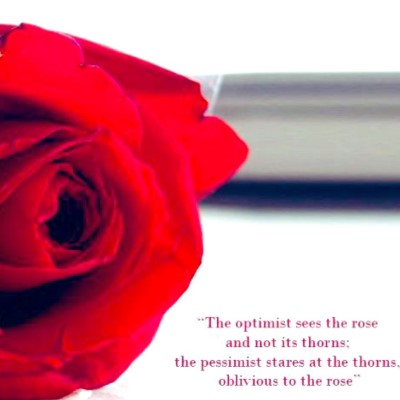 “The optimist sees the rose
and not its thorns;
the pessimist stares at the thorns,
oblivious to the rose”